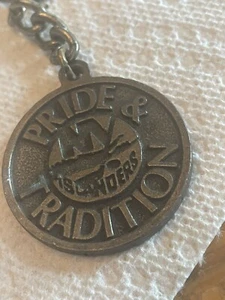 PRIDE &
NY
ISLANDERS
TRADITION